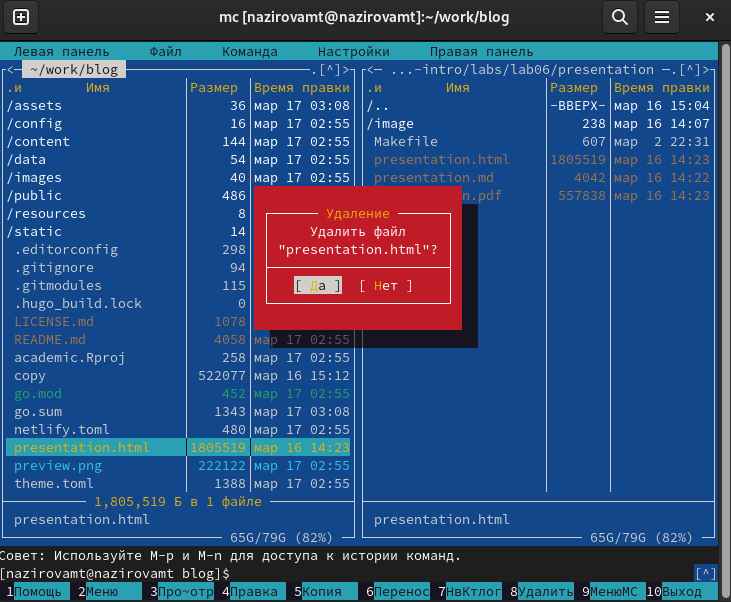 mc [nazirovamt@nazirovamt]:~/work/blog
Левая панель Файл Команда Настройки Правая панель
<─ ~/work/blog ─.[^]>
.и Имя Размер Время правки
/assets 36 мар 17 03:08
/config 16 мар 17 02:55
/content 144 мар 17 02:55
/data 54 мар 17 02:55
/images 40 мар 17 02:55
/public 486
/resources 8
/static 14
.editorconfig 298
.gitignore 94
.gitmodules 115
.hugo_build.lock 0
LICENSE.md 1078
README.md 4058 мар 17 02:55
academic.Rproj 258 мар 17 02:55
copy 522077 мар 16 15:12
go.mod 452 мар 17 02:55
go.sum 1343 мар 17 03:08
netlify.toml 480 мар 17 02:55
presentation.html 1805519 мар 16 14:23
preview.png 222122 мар 17 02:55
theme.toml 1388 мар 17 02:55
1,805,519 Б в 1 файле
presentation.html
65G/79G (82%)
<─ ...-intro/labs/lab06/presentation ─.[^]>
.и Имя Размер Время правки
/.. -ВВЕРХ- мар 16 15:04
/image 238 мар 16 14:07
Makefile 607 мар 2 22:31
presentation.html 1805519 мар 16 14:23
presentation.md 4042 мар 16 14:22
n.pdf 557838 мар 16 14:23
presentation.html
65G/79G (82%)
Удаление
Удалить файл
"presentation.html"?
[ Да ] [ Нет ]
Совет: Используйте M-p и M-n для доступа к истории команд.
[nazirovamt@nazirovamt blog]$ [^]
1Помощь 2Меню 3Про~отр 4Правка 5Копия 6Перенос 7НвКтлог 8Удалить 9МенюМС 10Выход